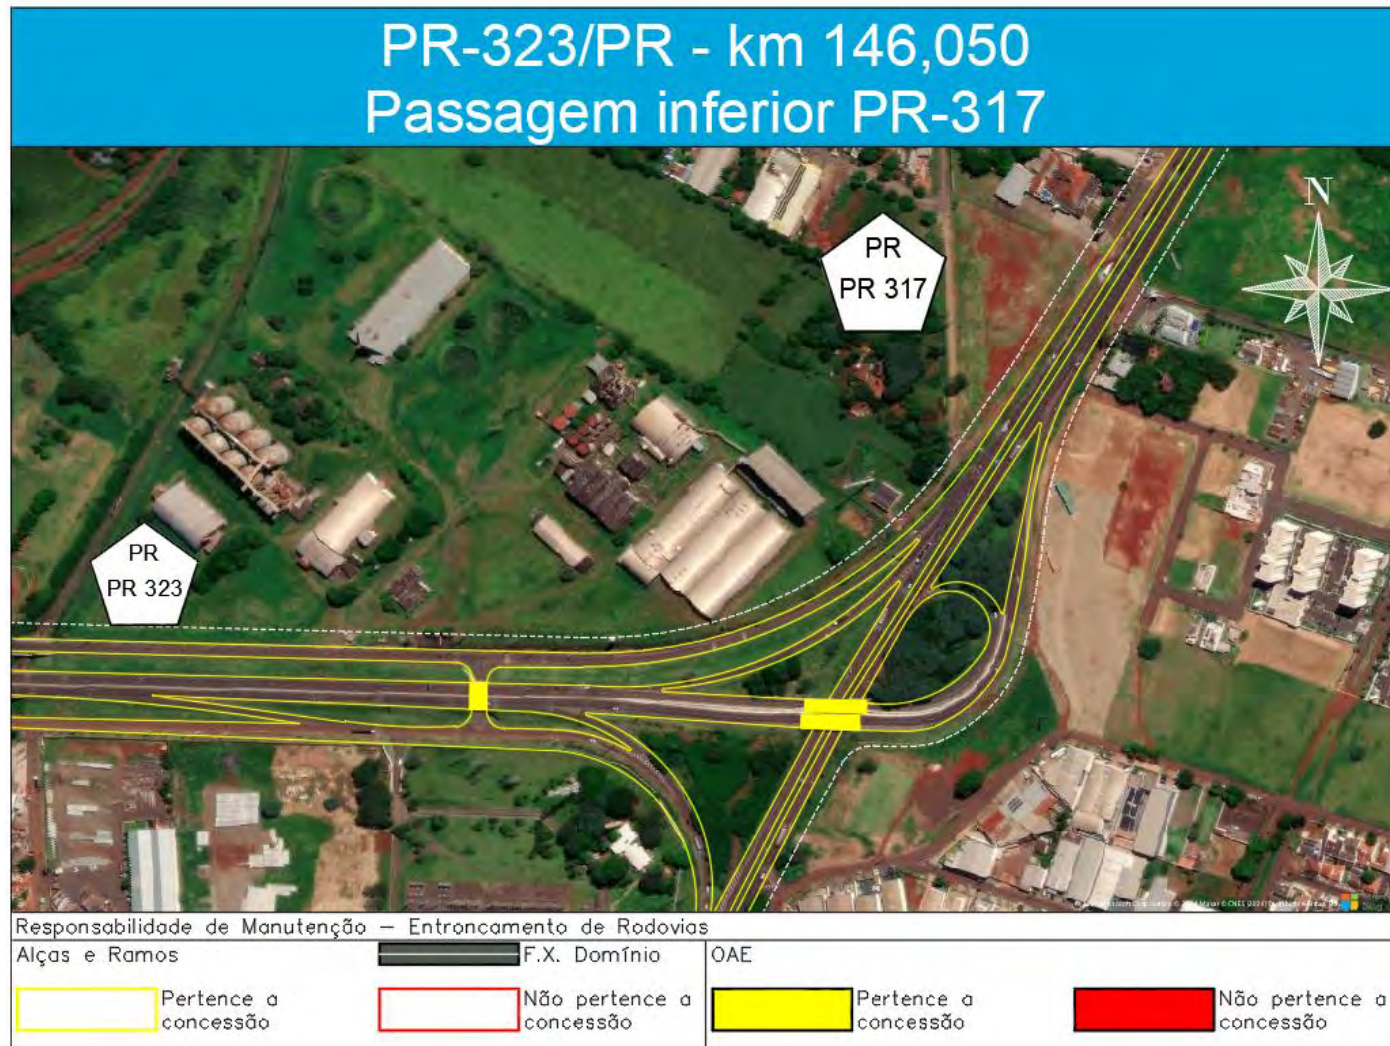 PR-323/PR - km 146,050
Passagem inferior PR-317
N
PR
PR 317
PR
PR 323
Responsabilidade de Manutenção — Entroncamento de Rodovias
Alças e Ramos
F.X. Domínio
OAE
Pertence a
concessão
Não pertence a
concessão
Pertence a
concessão
Não pertence a
concessão